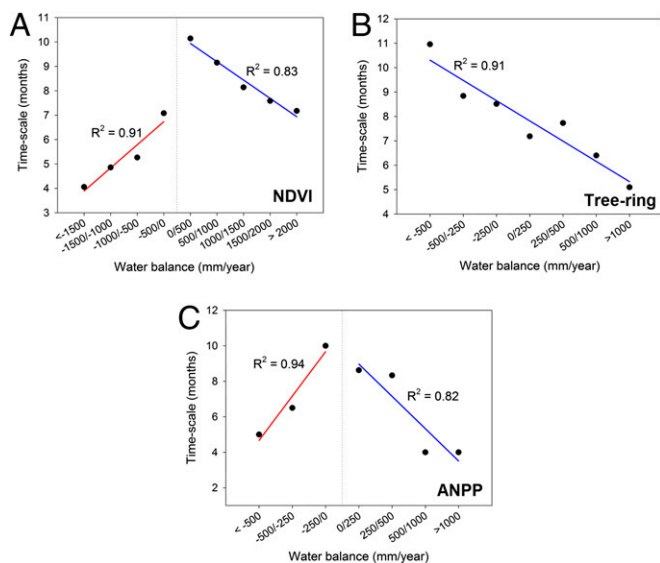 A
11
10
9
8
7
6
5
4
3
Time-scale (months)
R² = 0.91
R² = 0.83
NDVI
<-1500
-1500/-1000
-1000/-500
-500/0
0/500
500/1000
1000/1500
1500/2000
> 2000
Water balance (mm/year)
B
12
11
10
9
8
7
6
5
4
Time-scale (months)
R² = 0.91
Tree-ring
< -500
-500/-250
-250/0
0/250
250/500
500/1000
>1000
Water balance (mm/year)
C
12
10
8
6
4
2
Time-scale (months)
R² = 0.94
R² = 0.82
ANPP
< -500
-500/-250
-250/0
0/250
250/500
500/1000
>1000
Water balance (mm/year)